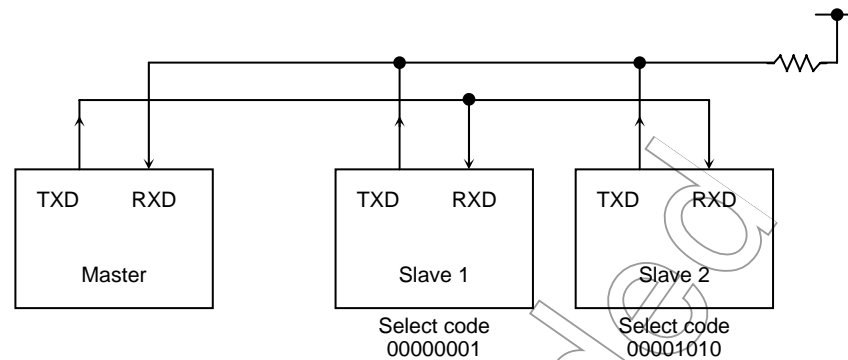 TXD RXD
Master
TXD RXD
Slave 1
Select code
00000001
TXD RXD
Slave 2
Select code
00001010